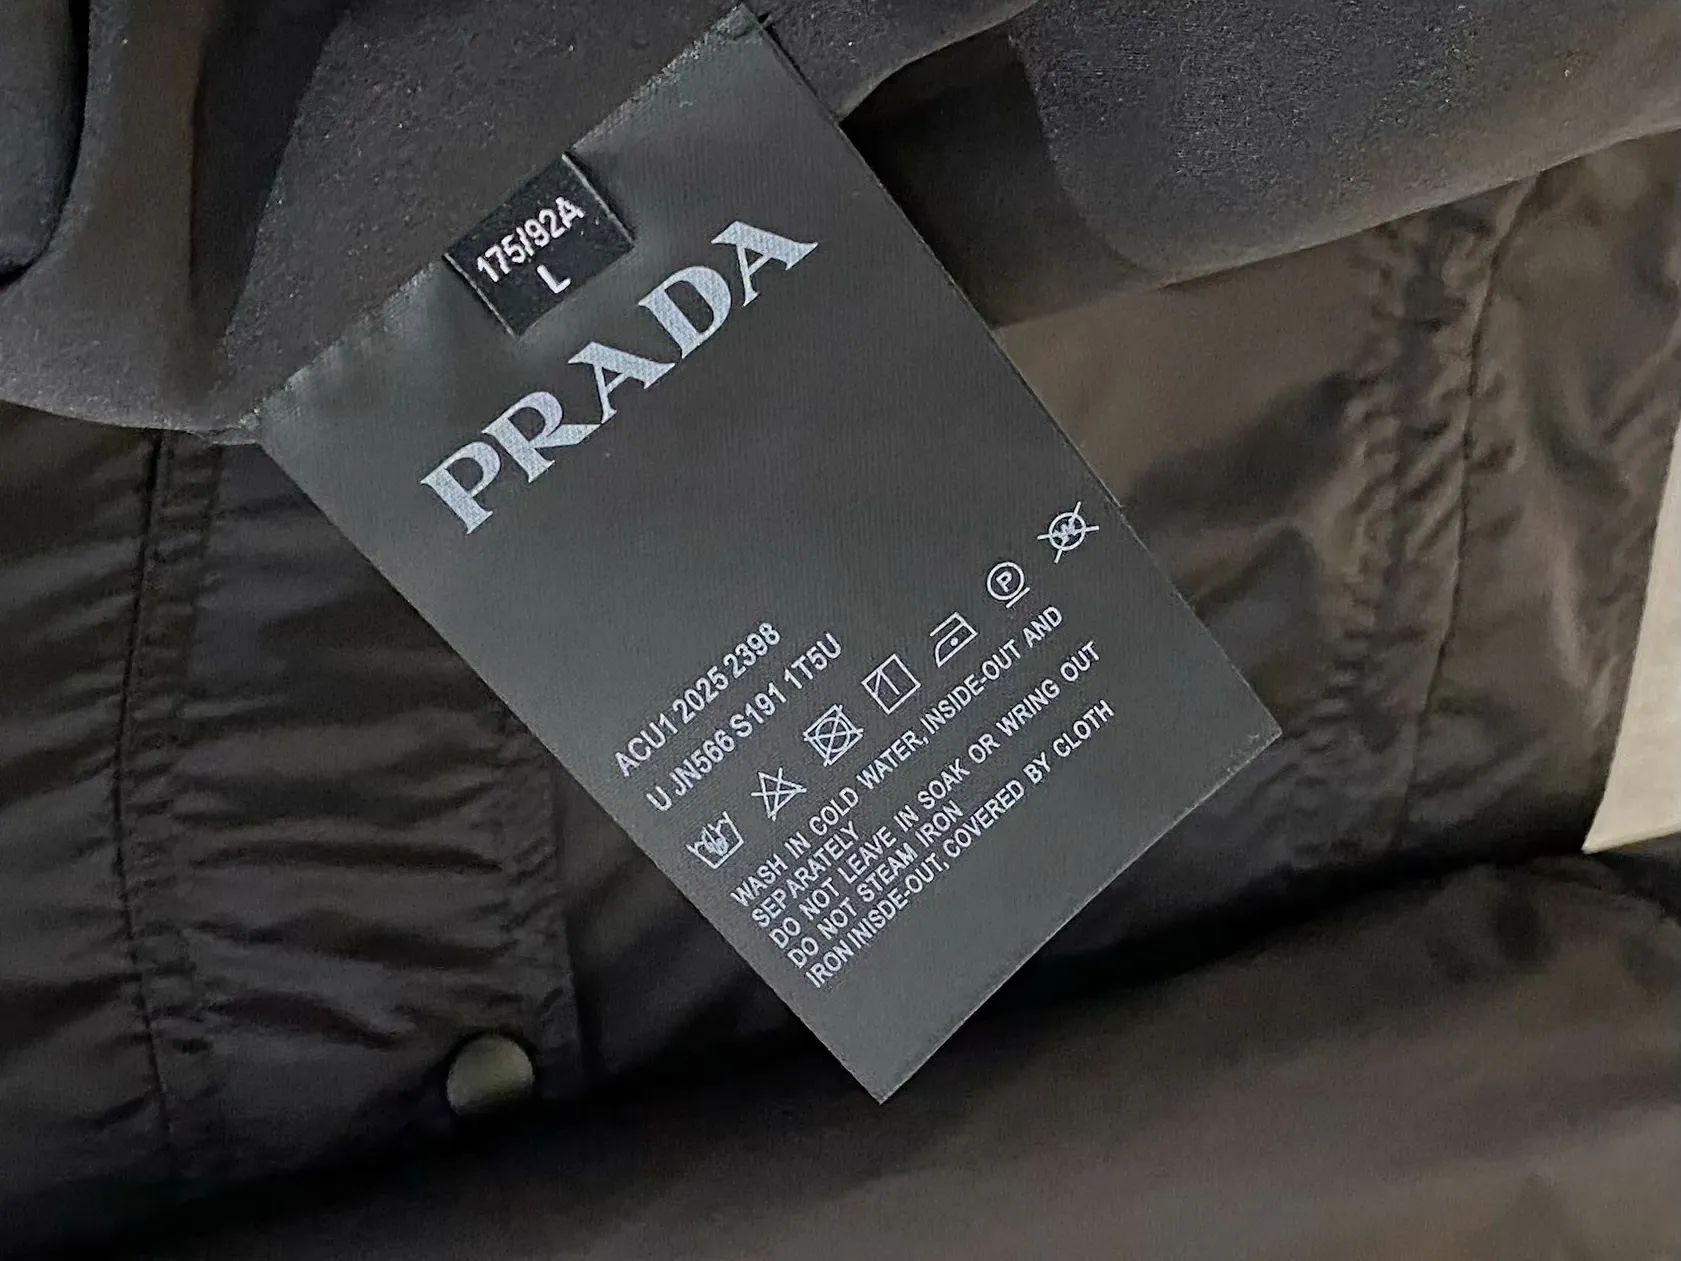 175/92A
L
PRADA
ACU1 2025 2398
U JN566 S191 1T5U
P
W
WASH IN COLD WATER, INSIDE-OUT AND
SEPARATELY
DO NOT LEAVE IN SOAK OR WRING OUT
DO NOT STEAM IRON
IRON INISDE-OUT, COVERED BY CLOTH